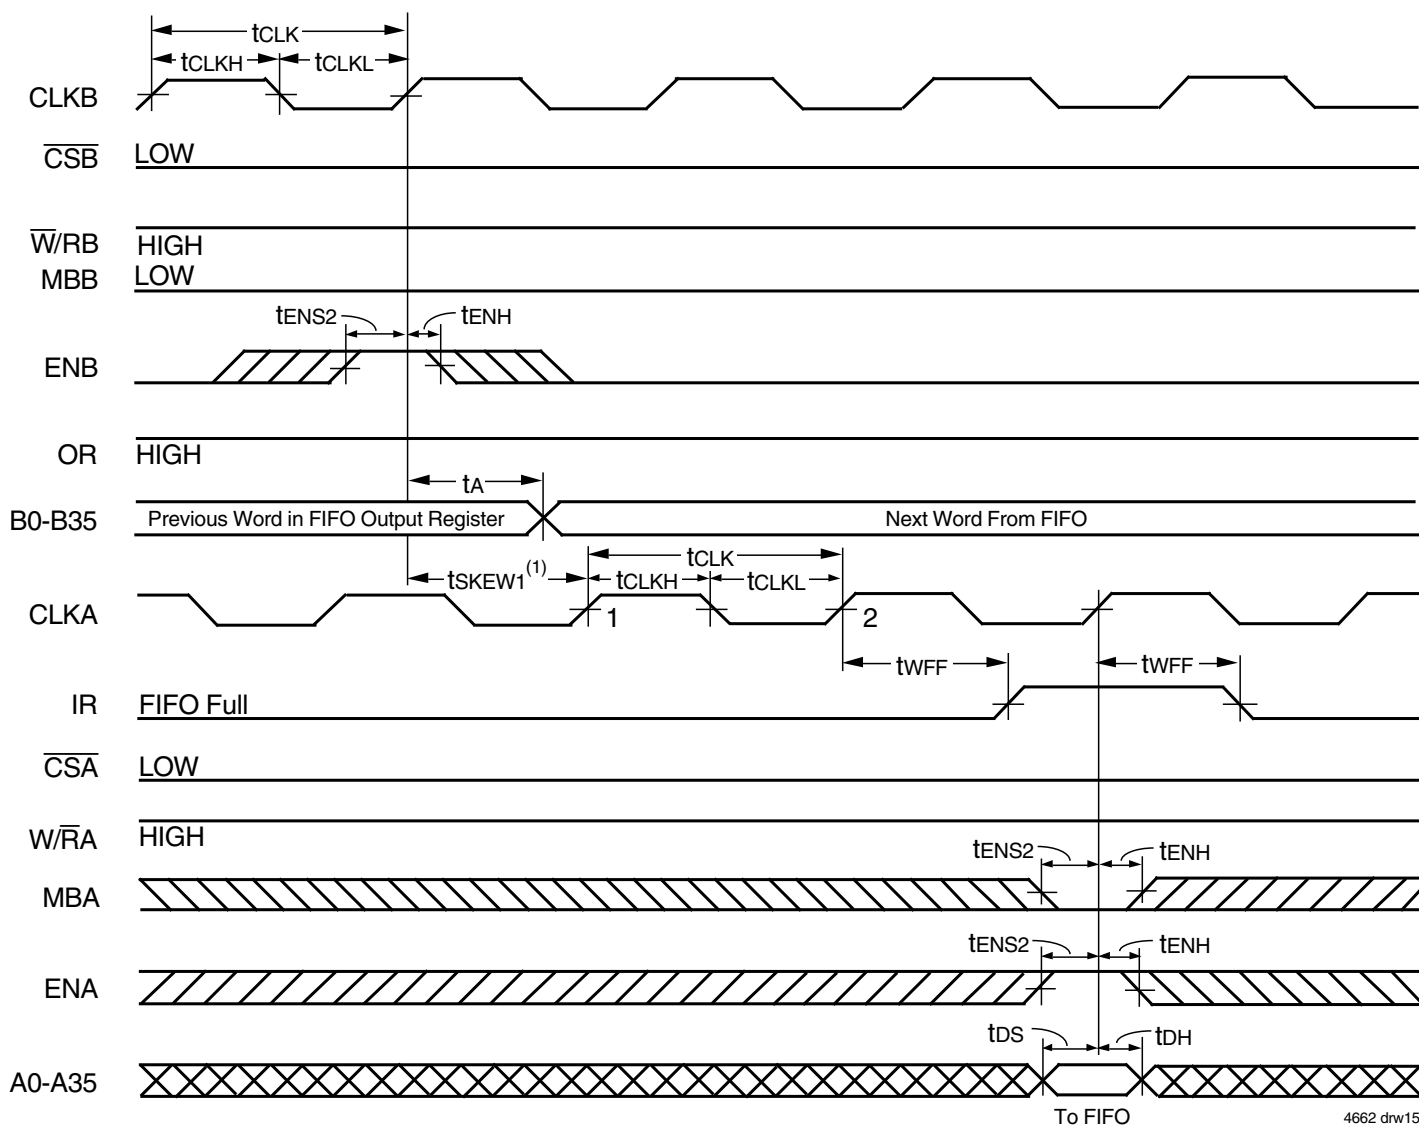 tCLK
tCLKH tCLKL
CLKB
CSB LOW
W/RB HIGH
MBB LOW
tENS2 tENH
ENB
OR HIGH
tA
B0-B35 Previous Word in FIFO Output Register Next Word From FIFO
tCLK
tSKEW1(1) tCLKH tCLKL
CLKA 1 2
tWFF tWFF
IR FIFO Full
CSA LOW
W/RA HIGH
tENS2 tENH
MBA
tENS2 tENH
ENA
tDS tDH
A0-A35
To FIFO
4662 drw15